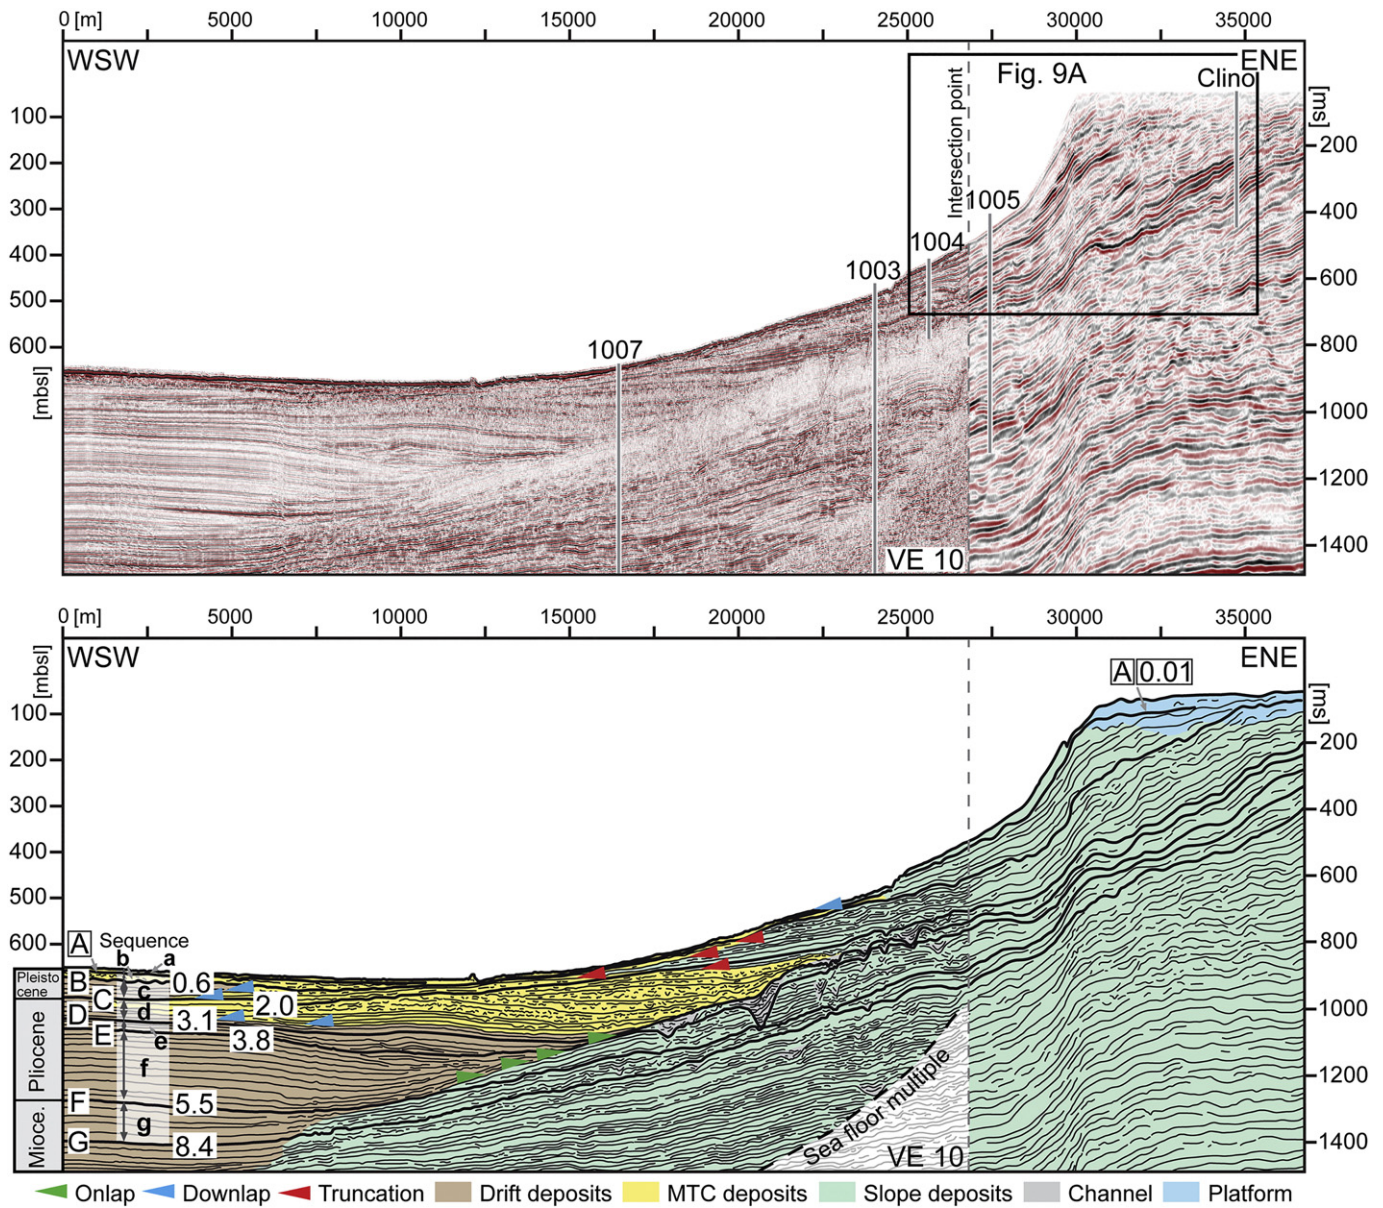 0 [m] 5000 10000 15000 20000 25000 30000 35000
WSW
ENE
Fig. 9A
Clino
Intersection point
[ms]
100
200
300
400
500
600
[mbsl]
200
400
600
800
1000
1200
1400
1005
1004
1003
1007
VE 10
0 [m] 5000 10000 15000 20000 25000 30000 35000
[mbsl]
WSW
ENE
[ms]
A 0.01
100
200
300
400
500
600
200
400
600
800
1000
1200
1400
A Sequence
b a
Pleisto
cene
B c 0.6
C 2.0
D d 3.1
E e 3.8
Pliocene
f
F 5.5
Mioce.
g
G 8.4
Sea floor multiple
VE 10
Onlap Downlap Truncation Drift deposits MTC deposits Slope deposits Channel Platform